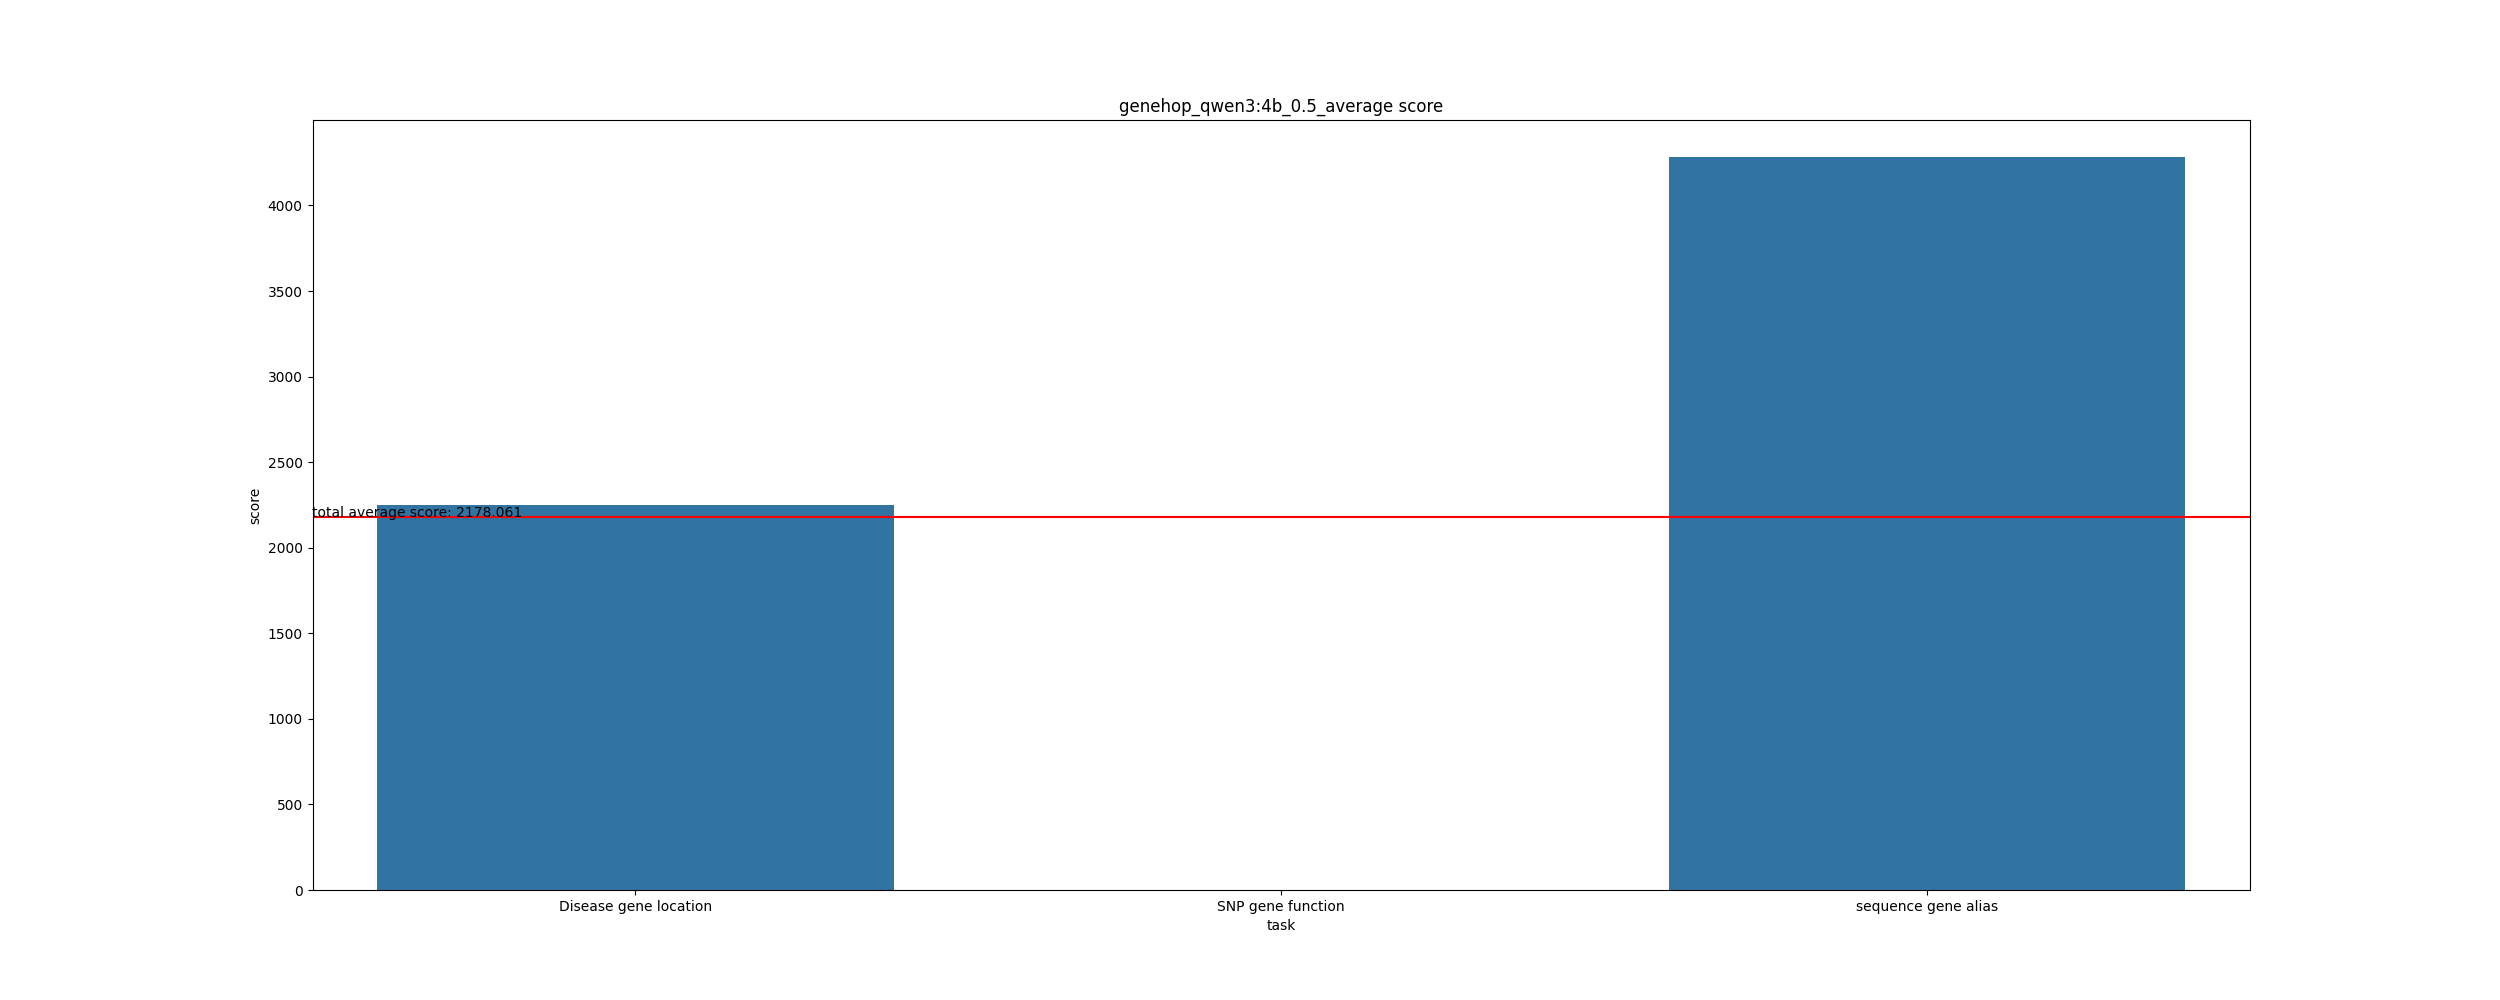 genehop_qwen3:4b_0.5_average score
4000
3500
3000
2500
2000
1500
1000
500
0
score
total average score: 2178.061
Disease gene location
SNP gene function
sequence gene alias
task